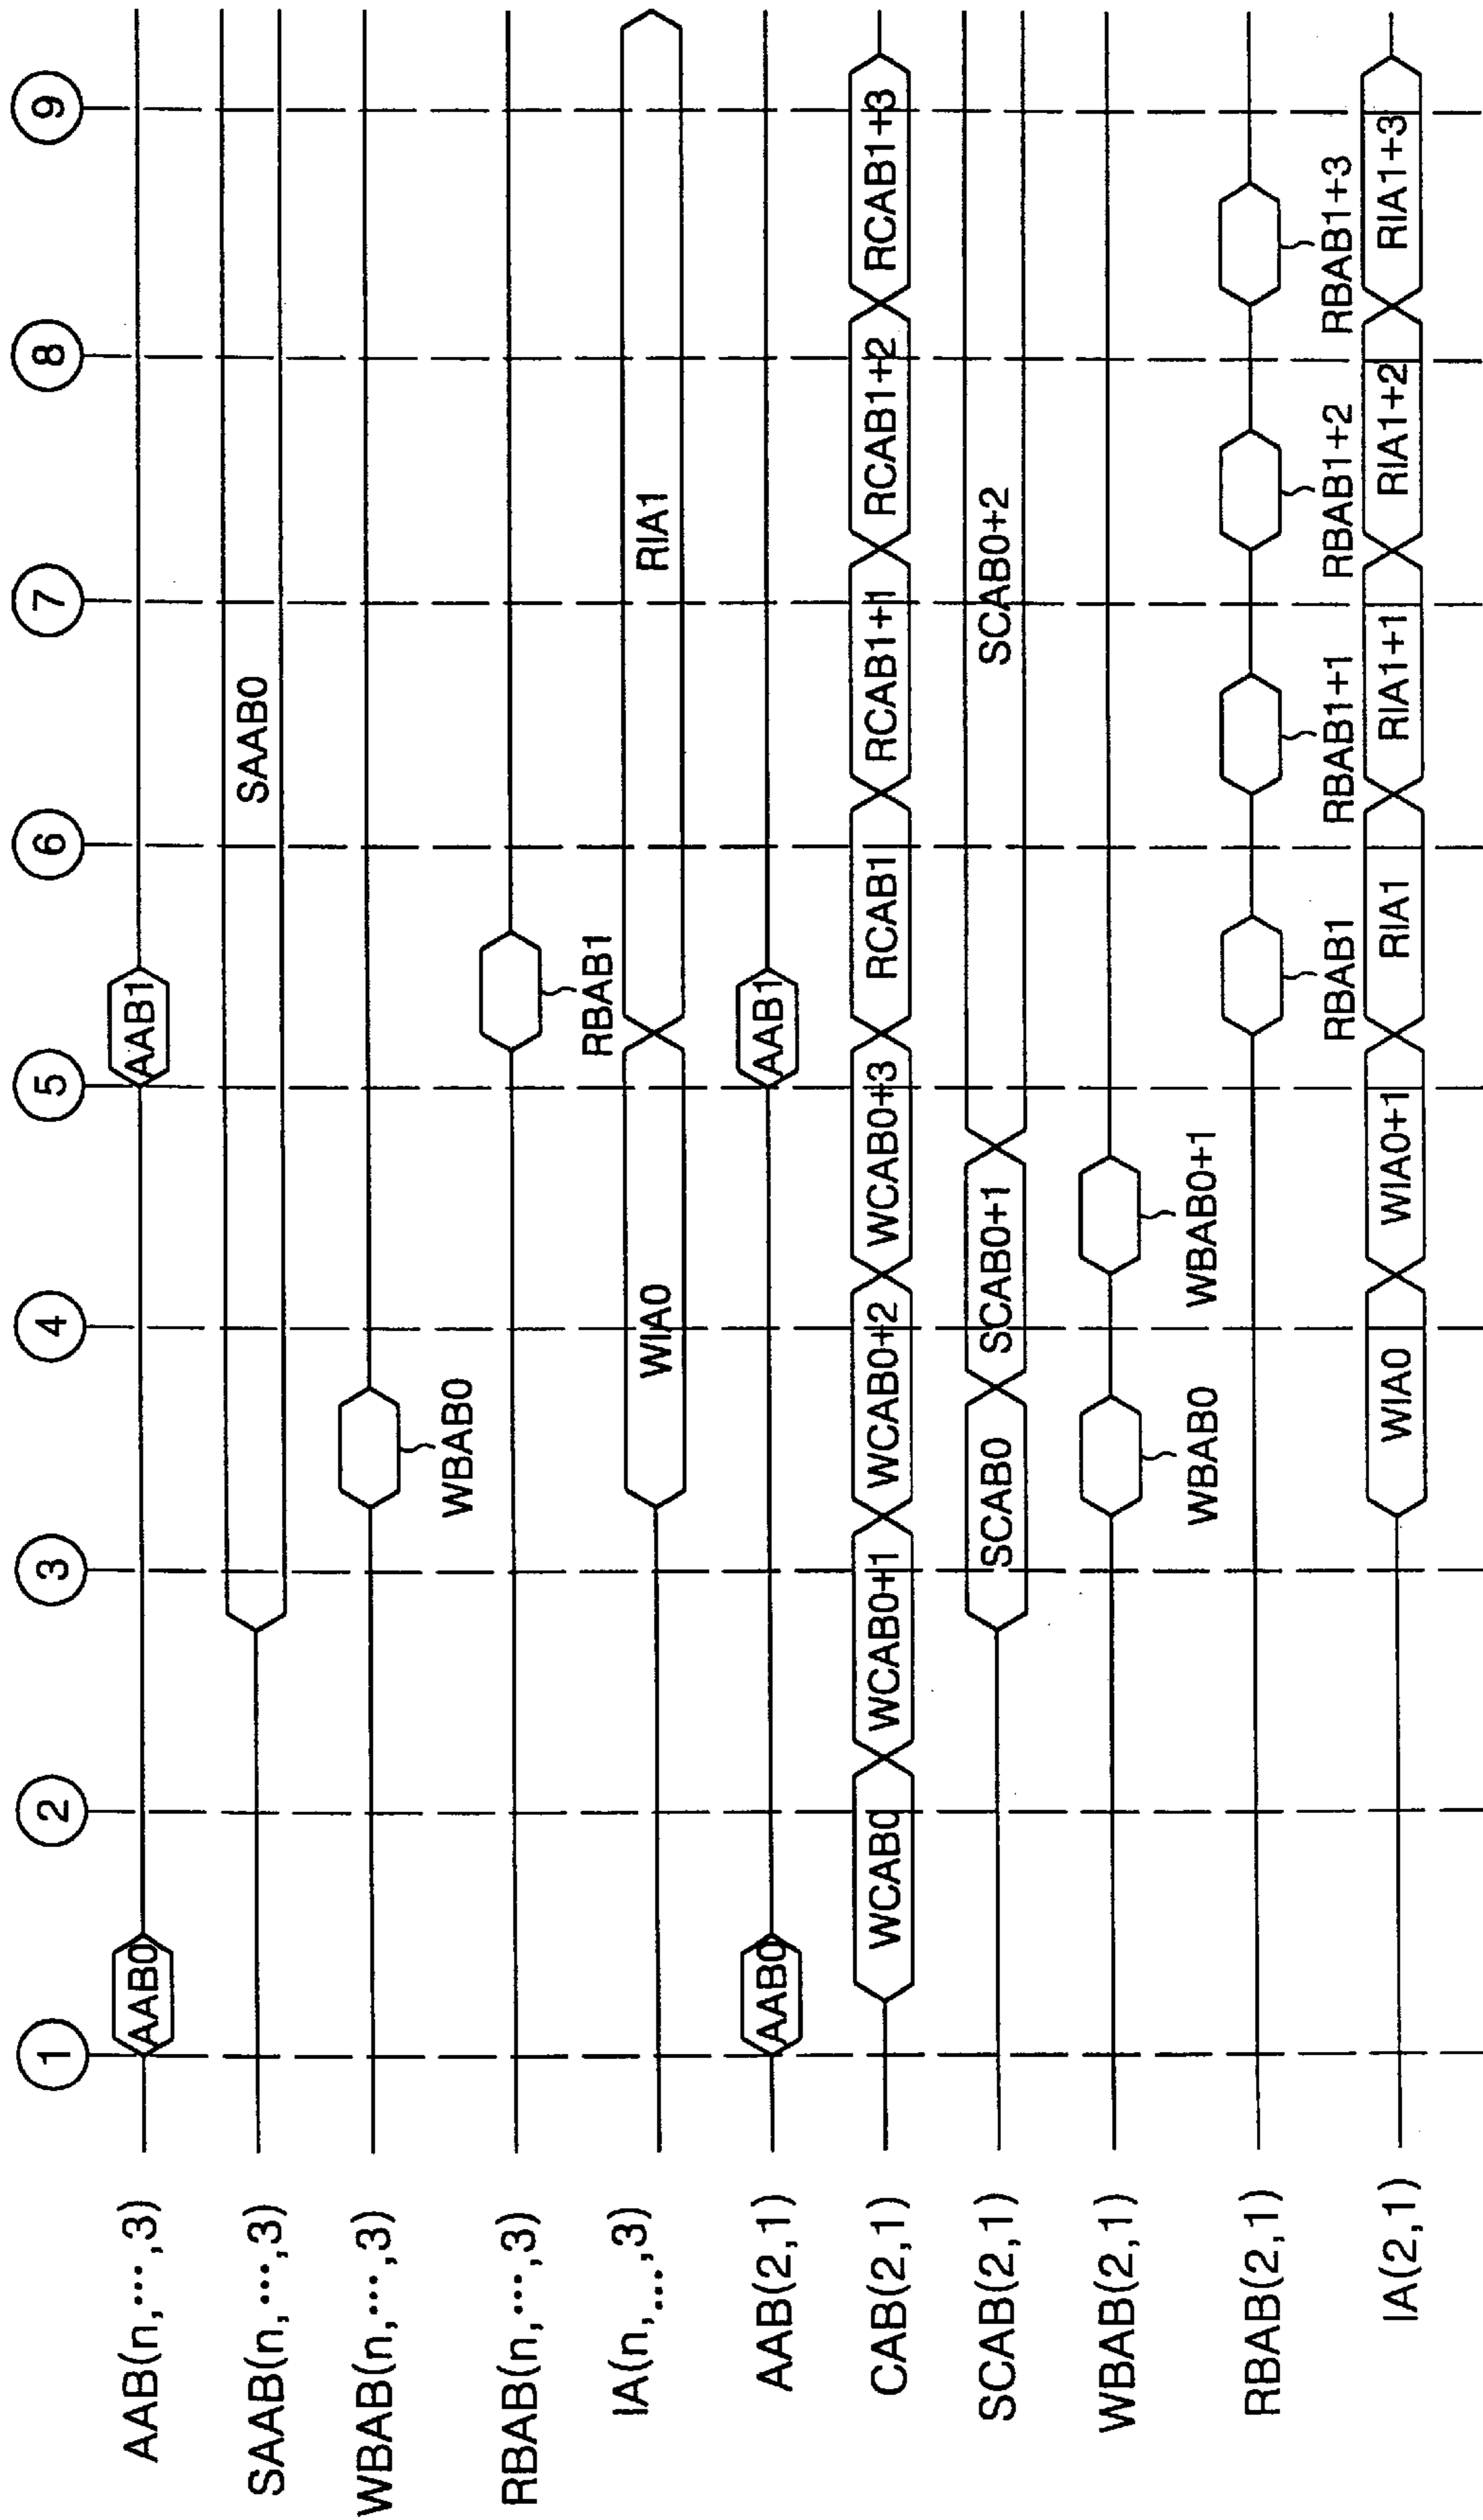 1 2 3 4 5 6 7 8 9
AAB(n,···,3) AAB0 AAB1
SAAB(n,···,3) SAAB0
WBAB(n,···,3)
WBAB0
RBAB(n,···,3)
RBAB1
IA(n,...,3) WIA0 RIA1
AAB(2,1) AAB0 AAB1
CAB(2,1) WCAB0 WCAB0+1 WCAB0+2 WCAB0+3 RCAB1 RCAB1+1 RCAB1+2 RCAB1+3
SCAB(2,1) SCAB0 SCAB0+1 SCAB0+2
WBAB(2,1)
WBAB0 WBAB0+1
RBAB(2,1)
RBAB1 RBAB1+1 RBAB1+2 RBAB1+3
IA(2,1) WIA0 WIA0+1 RIA1 RIA1+1 RIA1+2 RIA1+3